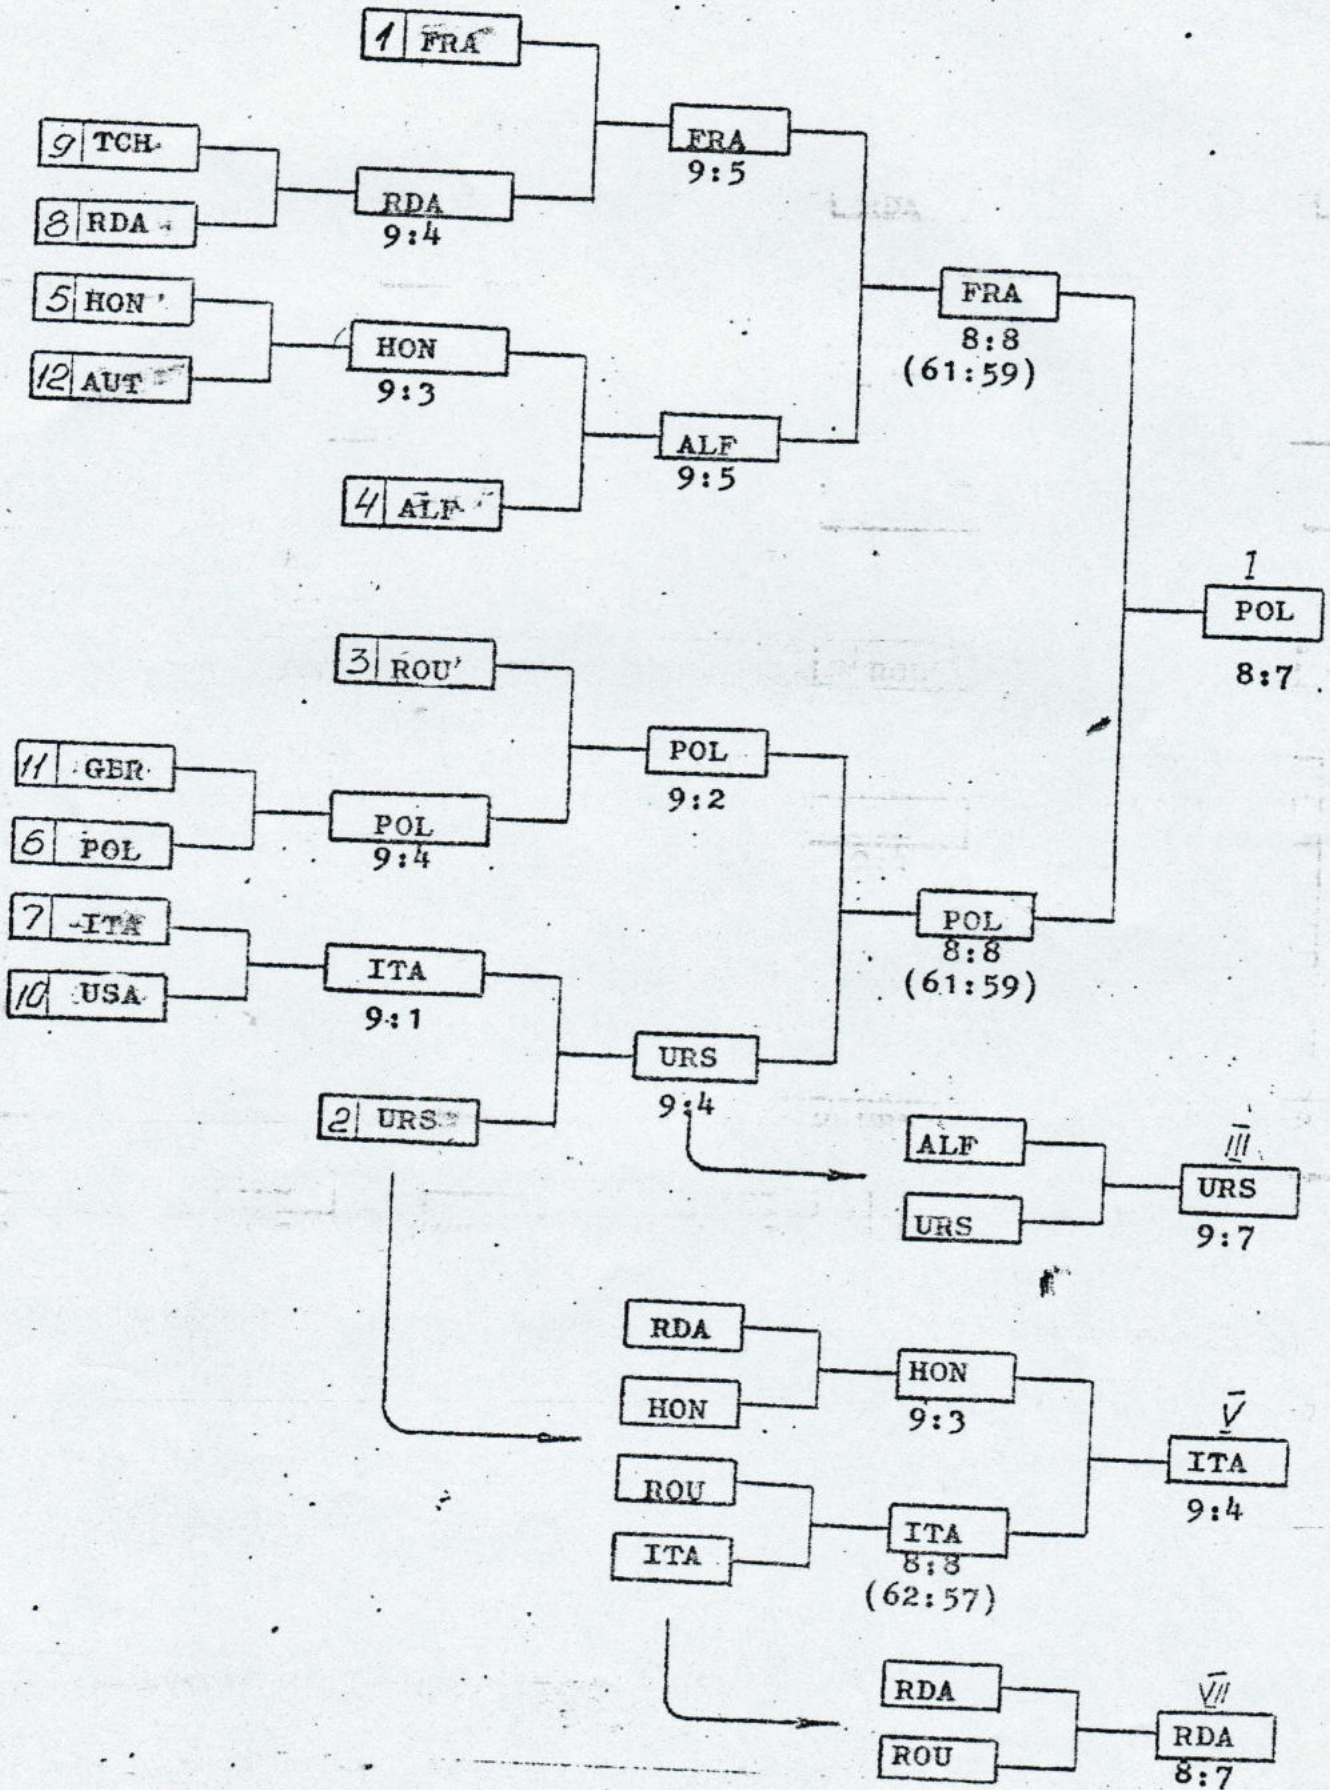 1 FRA
9 TCH
FRA
9:5
8 RDA
RDA
9:4
5 HON
FRA
8:8
(61:59)
12 AUT
HON
9:3
ALF
9:5
4 ALF
I
POL
8:7
3 ROU
11 GBR
POL
9:2
6 POL
POL
9:4
7 ITA
POL
8:8
(61:59)
10 USA
ITA
9:1
URS
9:4
2 URS
ALF
III
URS
9:7
URS
RDA
HON
9:3
HON
V
ITA
9:4
ROU
ITA
8:8
(62:57)
ITA
RDA
VII
RDA
8:7
ROU